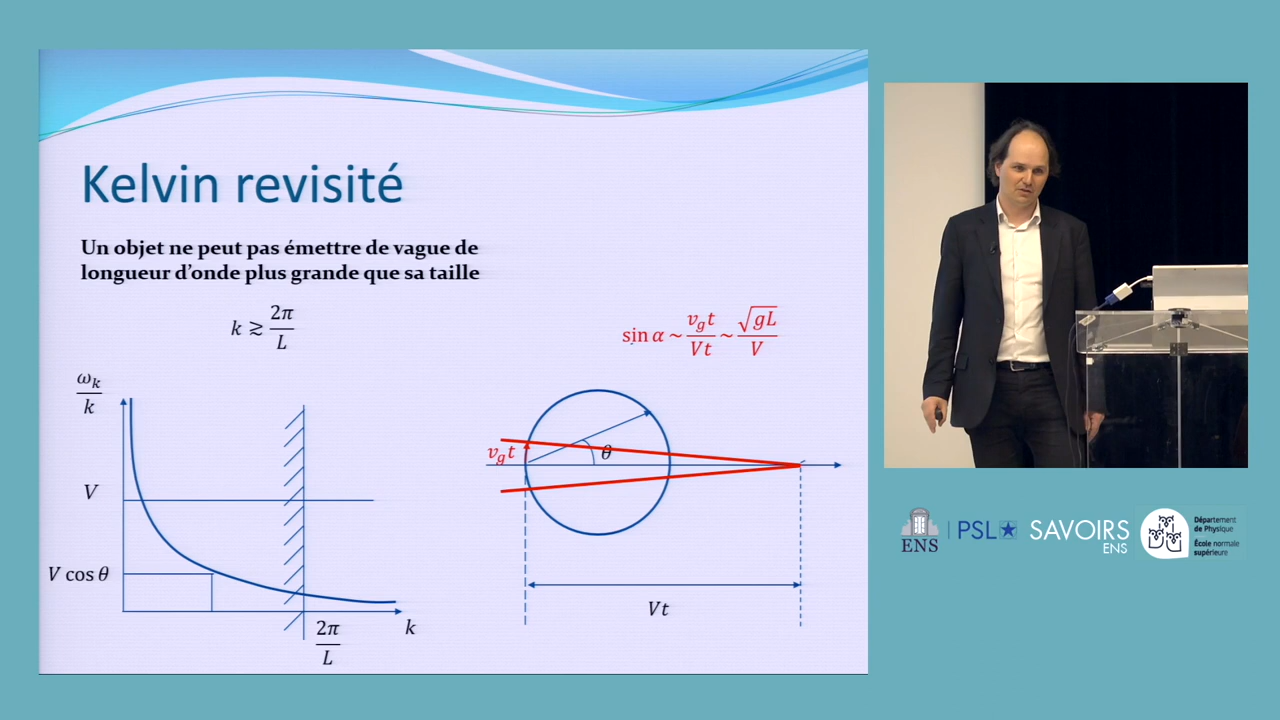 Kelvin revisité
Un objet ne peut pas émettre de vague de
longueur d'onde plus grande que sa taille
k ≳ 2π/L
sin α ~ v_g t / Vt ~ √gL / V
ω_k / k
V
V cos θ
2π/L
k
v_g t
θ
Vt
ENS
PSL
SAVOIRS
ENS
Département
de Physique
École normale
supérieure